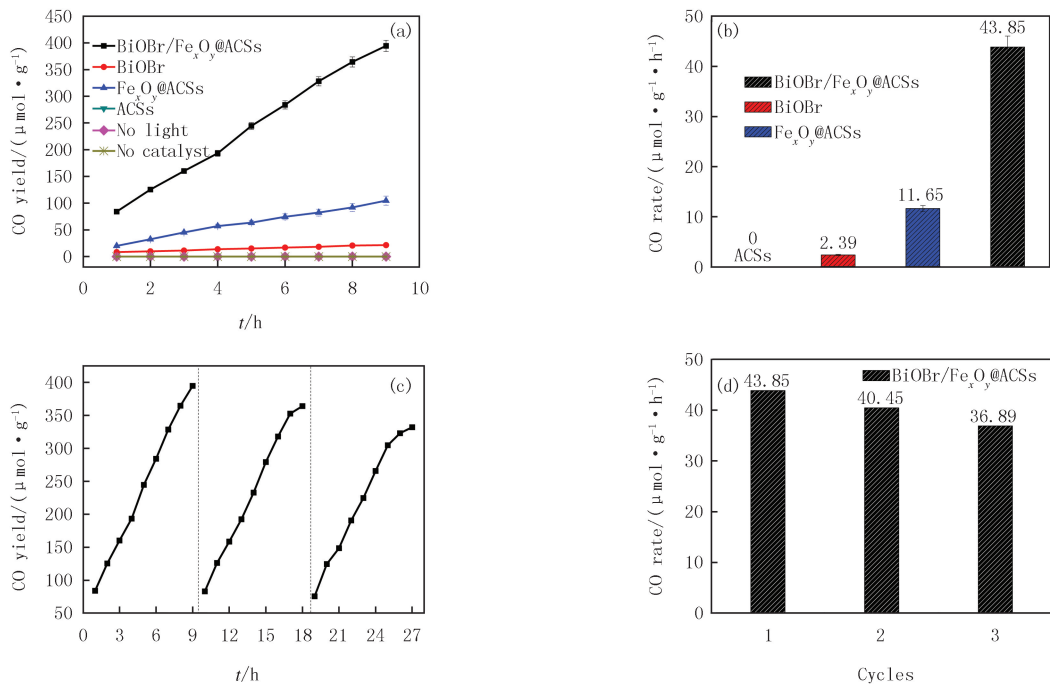 (a)
450
400
350
300
250
200
150
100
50
0
CO yield/(μmol·g⁻¹)
BiOBr/FeₓOᵧ@ACSs
BiOBr
FeₓOᵧ@ACSs
ACSs
No light
No catalyst
0 2 4 6 8 10
t/h
(b)
50
40
30
20
10
0
CO rate/(μmol·g⁻¹·h⁻¹)
BiOBr/FeₓOᵧ@ACSs
BiOBr
FeₓOᵧ@ACSs
0
ACSs
2.39
11.65
43.85
(c)
400
350
300
250
200
150
100
50
CO yield/(μmol·g⁻¹)
0 3 6 9 12 15 18 21 24 27
t/h
(d)
50
40
30
20
10
0
CO rate/(μmol·g⁻¹·h⁻¹)
BiOBr/FeₓOᵧ@ACSs
43.85
40.45
36.89
1 2 3
Cycles